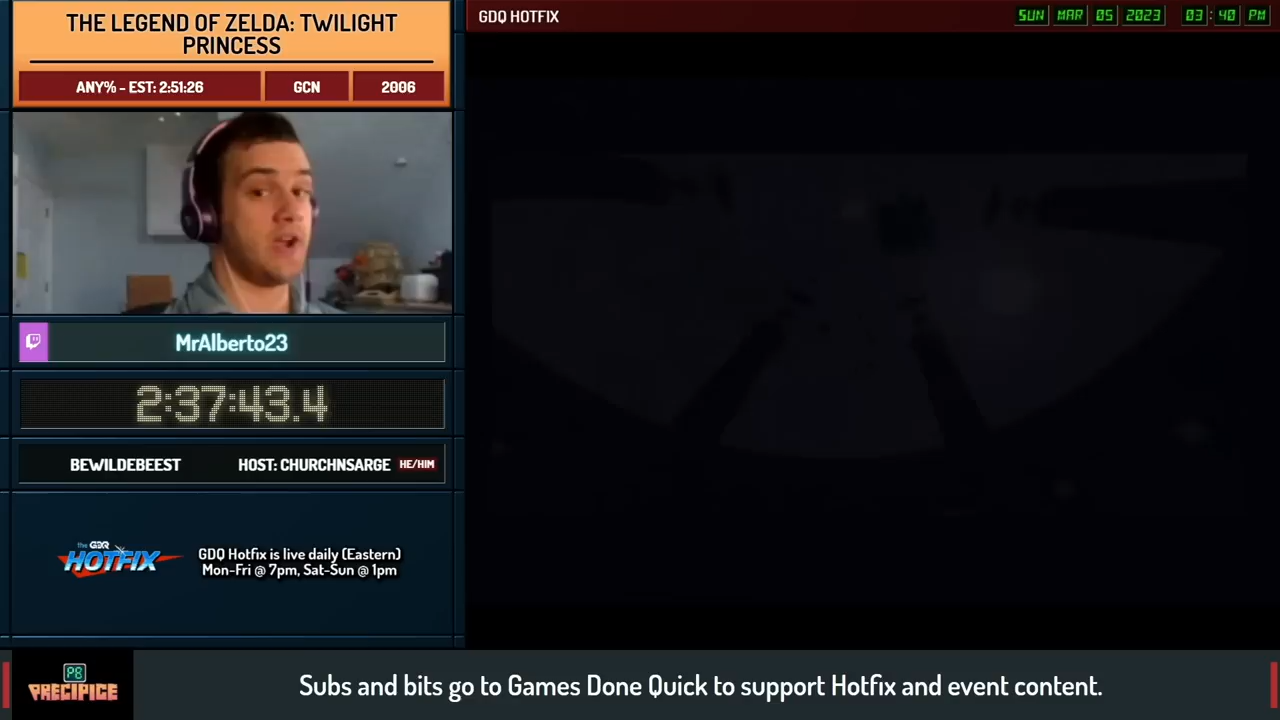 THE LEGEND OF ZELDA: TWILIGHT
PRINCESS
ANY% - EST: 2:51:26
GCN
2006
GDQ HOTFIX
SUN MAR 05 2023 03:40 PM
MrAlberto23
2:37:43.4
BEWILDEBEEST
HOST: CHURCHNSARGE HE/HIM
the GDQ
HOTFIX
GDQ Hotfix is live daily (Eastern)
Mon-Fri @ 7pm, Sat-Sun @ 1pm
PB
PRECIPICE
Subs and bits go to Games Done Quick to support Hotfix and event content.